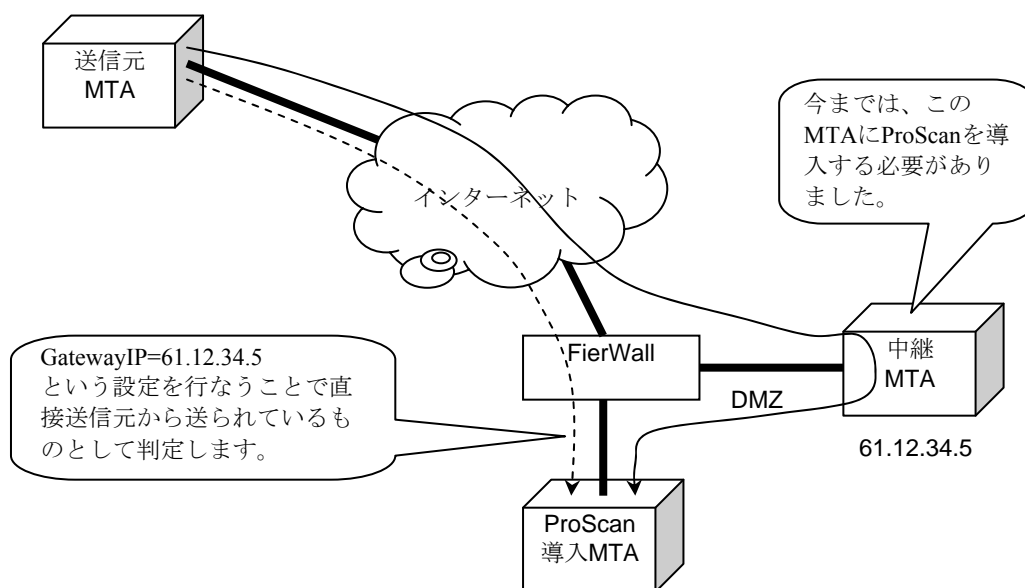 送信元
MTA
今までは、この
MTAにProScanを導
入する必要があり
ました。
インターネット
GatewayIP=61.12.34.5
という設定を行なうことで直
接送信元から送られているも
のとして判定します。
FierWall
DMZ
中継
MTA
61.12.34.5
ProScan
導入MTA